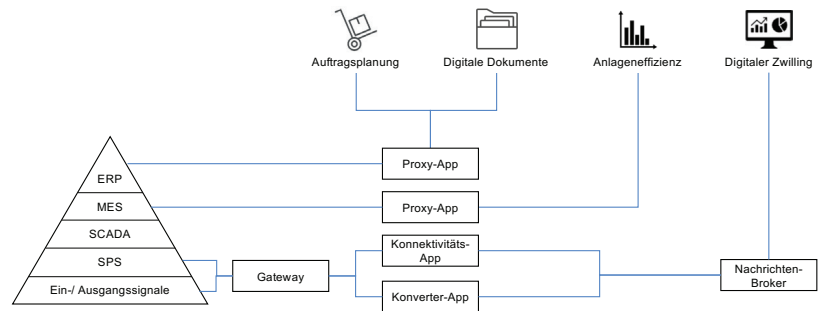 Auftragsplanung
Digitale Dokumente
Anlageneffizienz
Digitaler Zwilling
Proxy-App
ERP
MES
Proxy-App
SCADA
Konnektivitäts-
App
SPS
Gateway
Nachrichten-
Broker
Ein-/ Ausgangssignale
Konverter-App